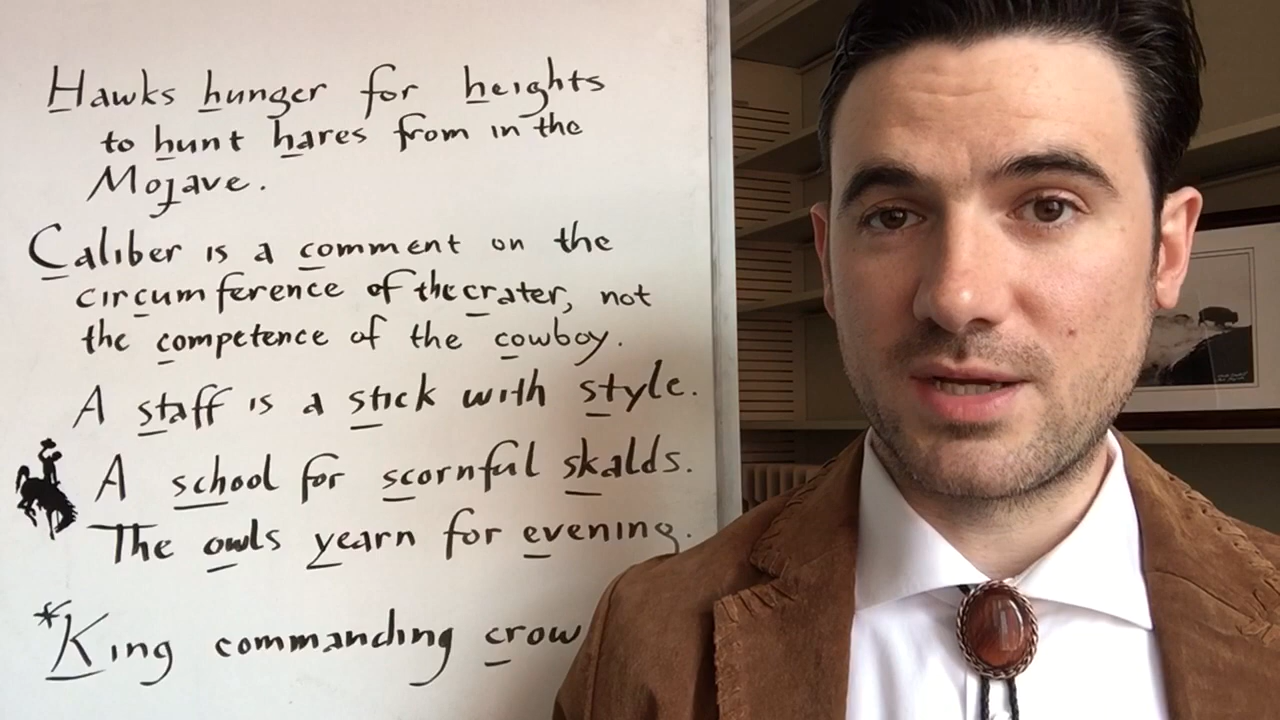 Hawks hunger for heights
to hunt hares from in the
Mojave.
Caliber is a comment on the
circumference of the crater, not
the competence of the cowboy.
A staff is a stick with style.
A school for scornful skalds.
The owls yearn for evening.
*King commanding crow